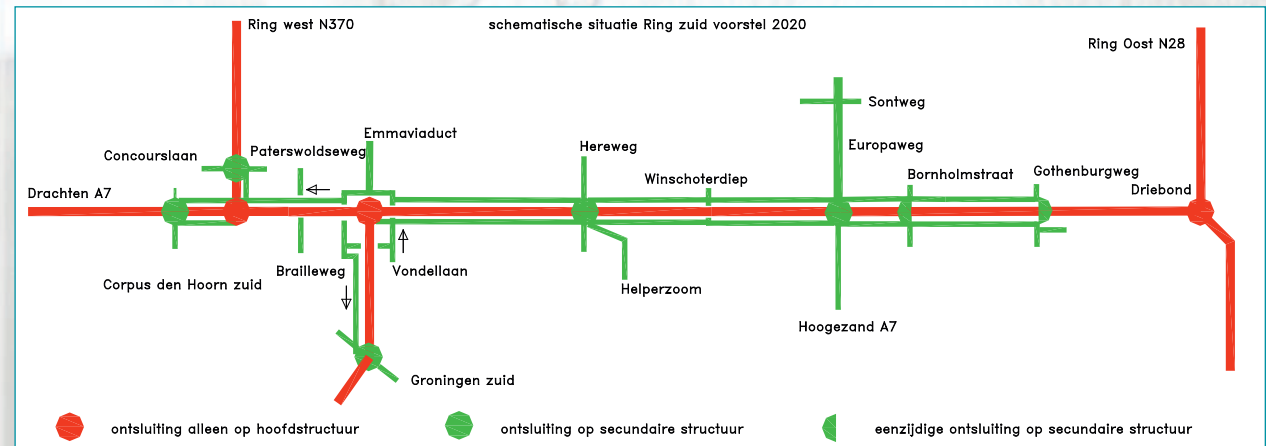 Ring west N370
schematische situatie Ring zuid voorstel 2020
Ring Oost N28
Sontweg
Emmaviaduct
Concourslaan
Paterswoldseweg
Hereweg
Europaweg
Winschoterdiep
Bornholmstraat
Gothenburgweg
Drachten A7
Driebond
Corpus den Hoorn zuid
Brailleweg
Vondellaan
Helperzoom
Hoogezand A7
Groningen zuid
ontsluiting alleen op hoofdstructuur
ontsluiting op secundaire structuur
eenzijdige ontsluiting op secundaire structuur